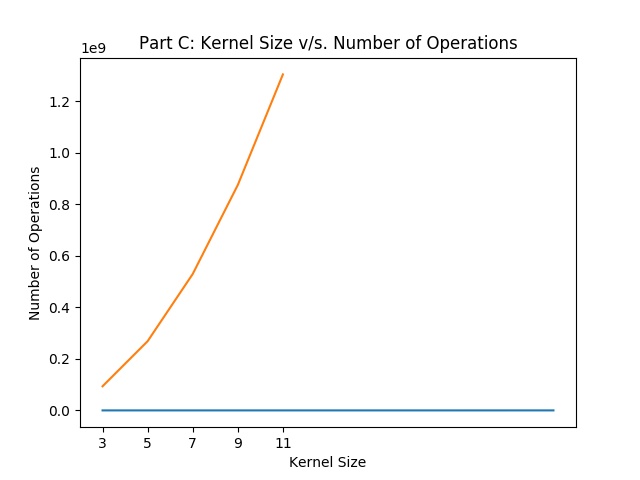 Part C: Kernel Size v/s. Number of Operations
1e9
1.2
1.0
0.8
0.6
0.4
0.2
0.0
Number of Operations
3 5 7 9 11
Kernel Size